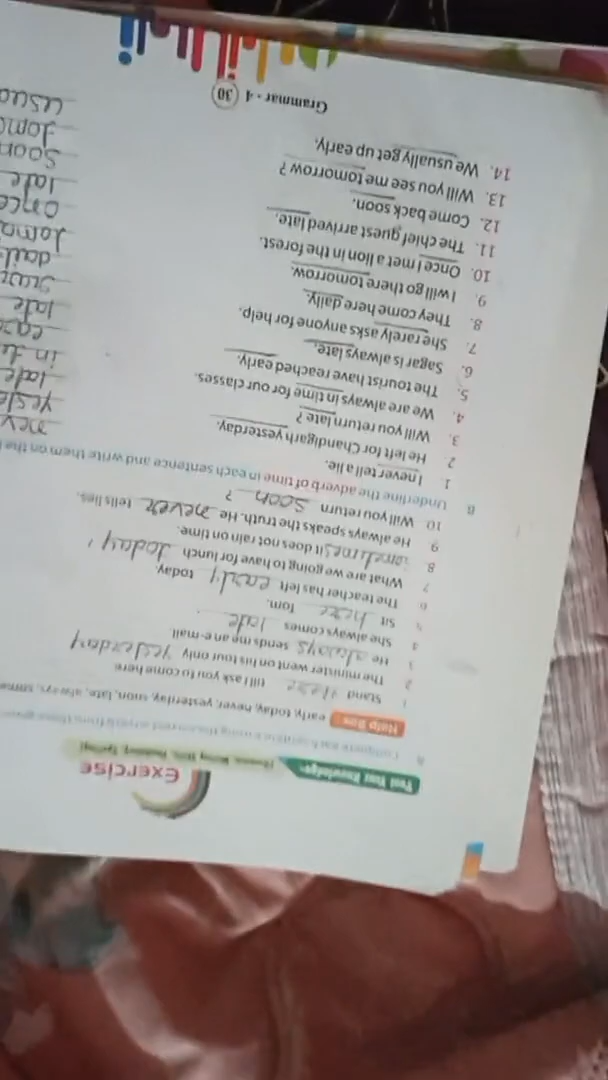 Test Your Knowledge-
Exercise
Help Box early, today, never, yesterday, soon, late, always,
1 Stand there till I ask you to come here
2 The minister went on his tour only yesterday
3 He always sends me an e-mail.
4 She always comes late.
5 Sit here Tom.
6 The teacher has left early today.
7 What are we going to have for lunch today?
8 sometimes it does not rain on time.
9 He always speaks the truth. He never tells lies.
10 Will you return soon ?
B Underline the adverb of time in each sentence and write them on the
1 I never tell a lie. nev
2 He left for Chandigarh yesterday. yeste
3 Will you return late ? late
4. We are always in time for our classes. in ti
5. The tourist have reached early. ea
6. Sagar is always late. late
7. She rarely asks anyone for help. rar
8. They come here daily. dail
9. I will go there tomorrow. toma
10. Once I met a lion in the forest. once
11. The chief guest arrived late. late
12. Come back soon. soon
13. Will you see me tomorrow ? tomo
14. We usually get up early. usua
Grammar - 4 30